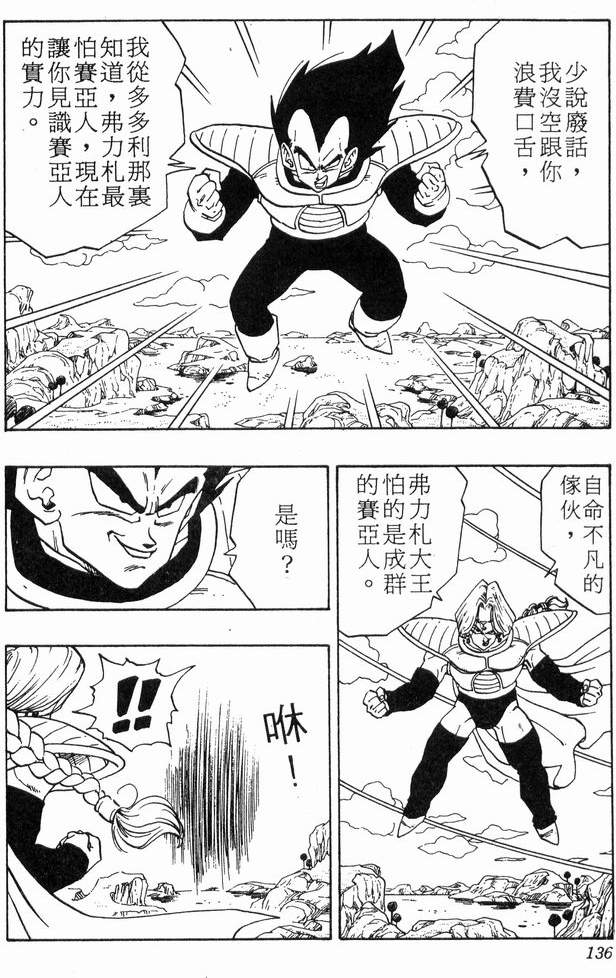 少說廢話，
我沒空跟你
浪費口舌，
我從多多利那裏
知道，弗力札最
怕賽亞人，現在
讓你見識賽亞人
的實力。
自命不凡的
傢伙，
弗力札大王
怕的是成群
的賽亞人。
是嗎？
!!
咻！
136